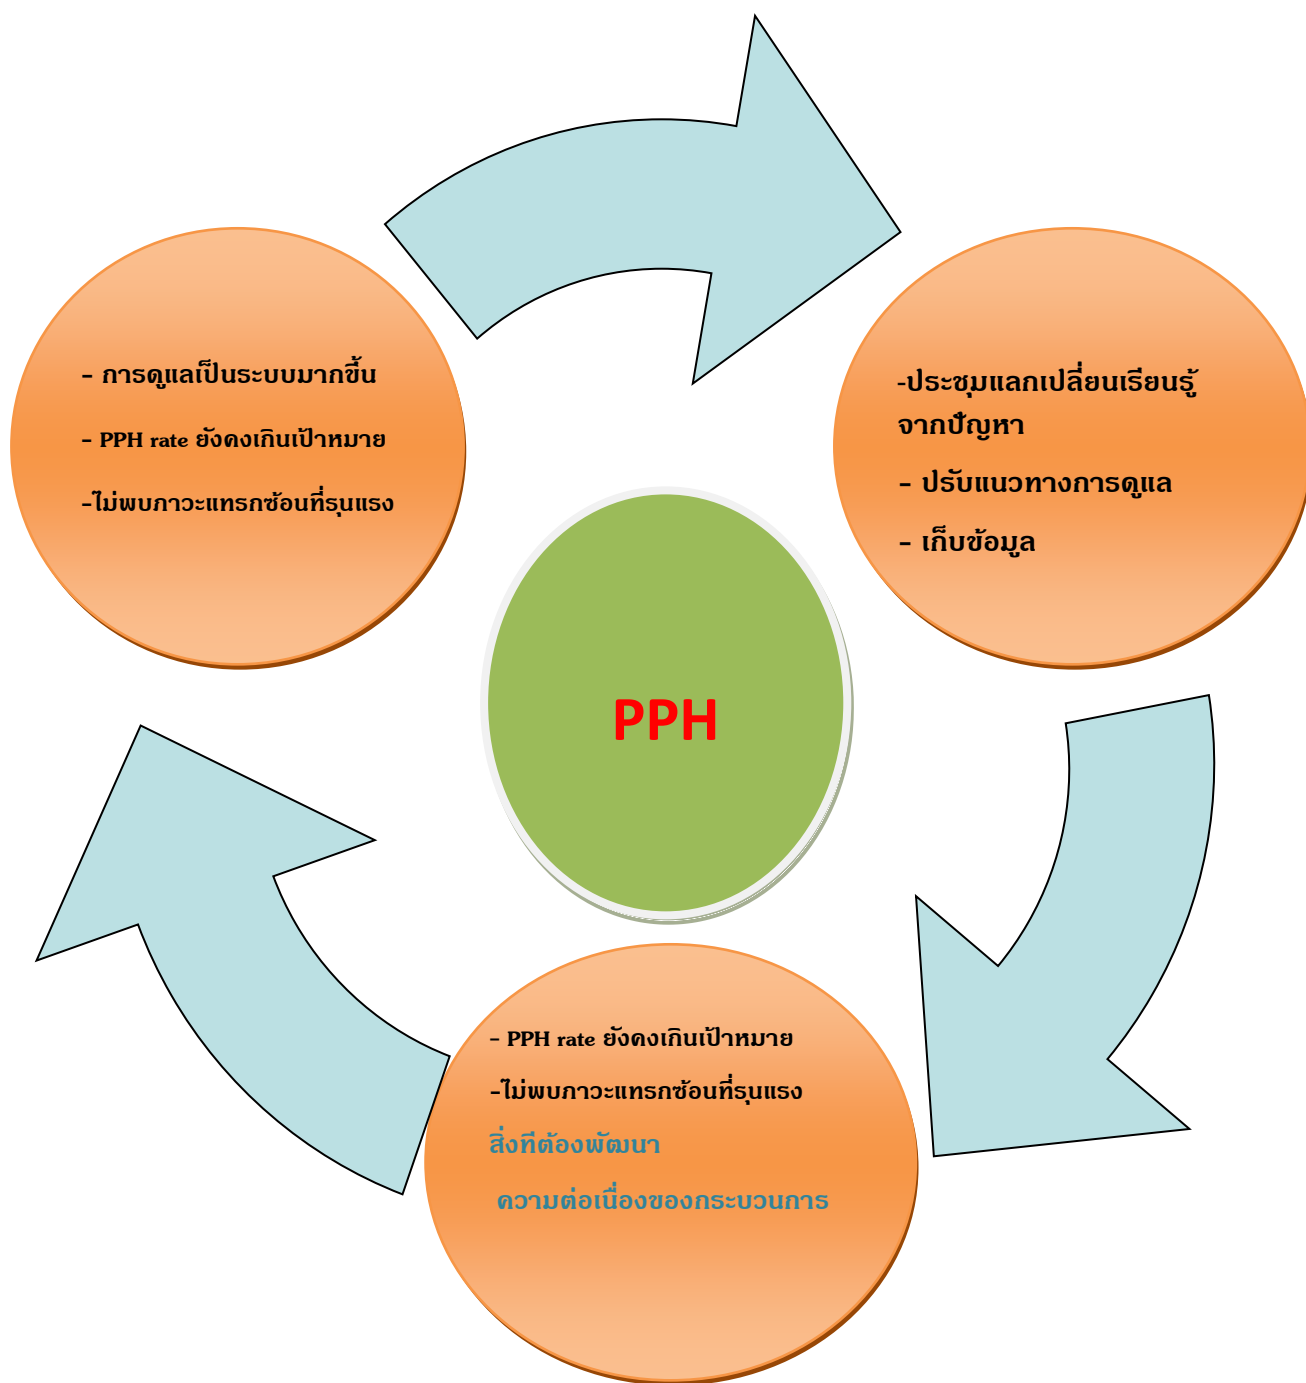 - การดูแลเป็นระบบมากขึ้น
- PPH rate ยังคงเกินเป้าหมาย
-ไม่พบภาวะแทรกซ้อนที่รุนแรง
-ประชุมแลกเปลี่ยนเรียนรู้
จากปัญหา
- ปรับแนวทางการดูแล
- เก็บข้อมูล
PPH
- PPH rate ยังคงเกินเป้าหมาย
-ไม่พบภาวะแทรกซ้อนที่รุนแรง
สิ่งทีต้องพัฒนา
ความต่อเนื่องของกระบวนการ